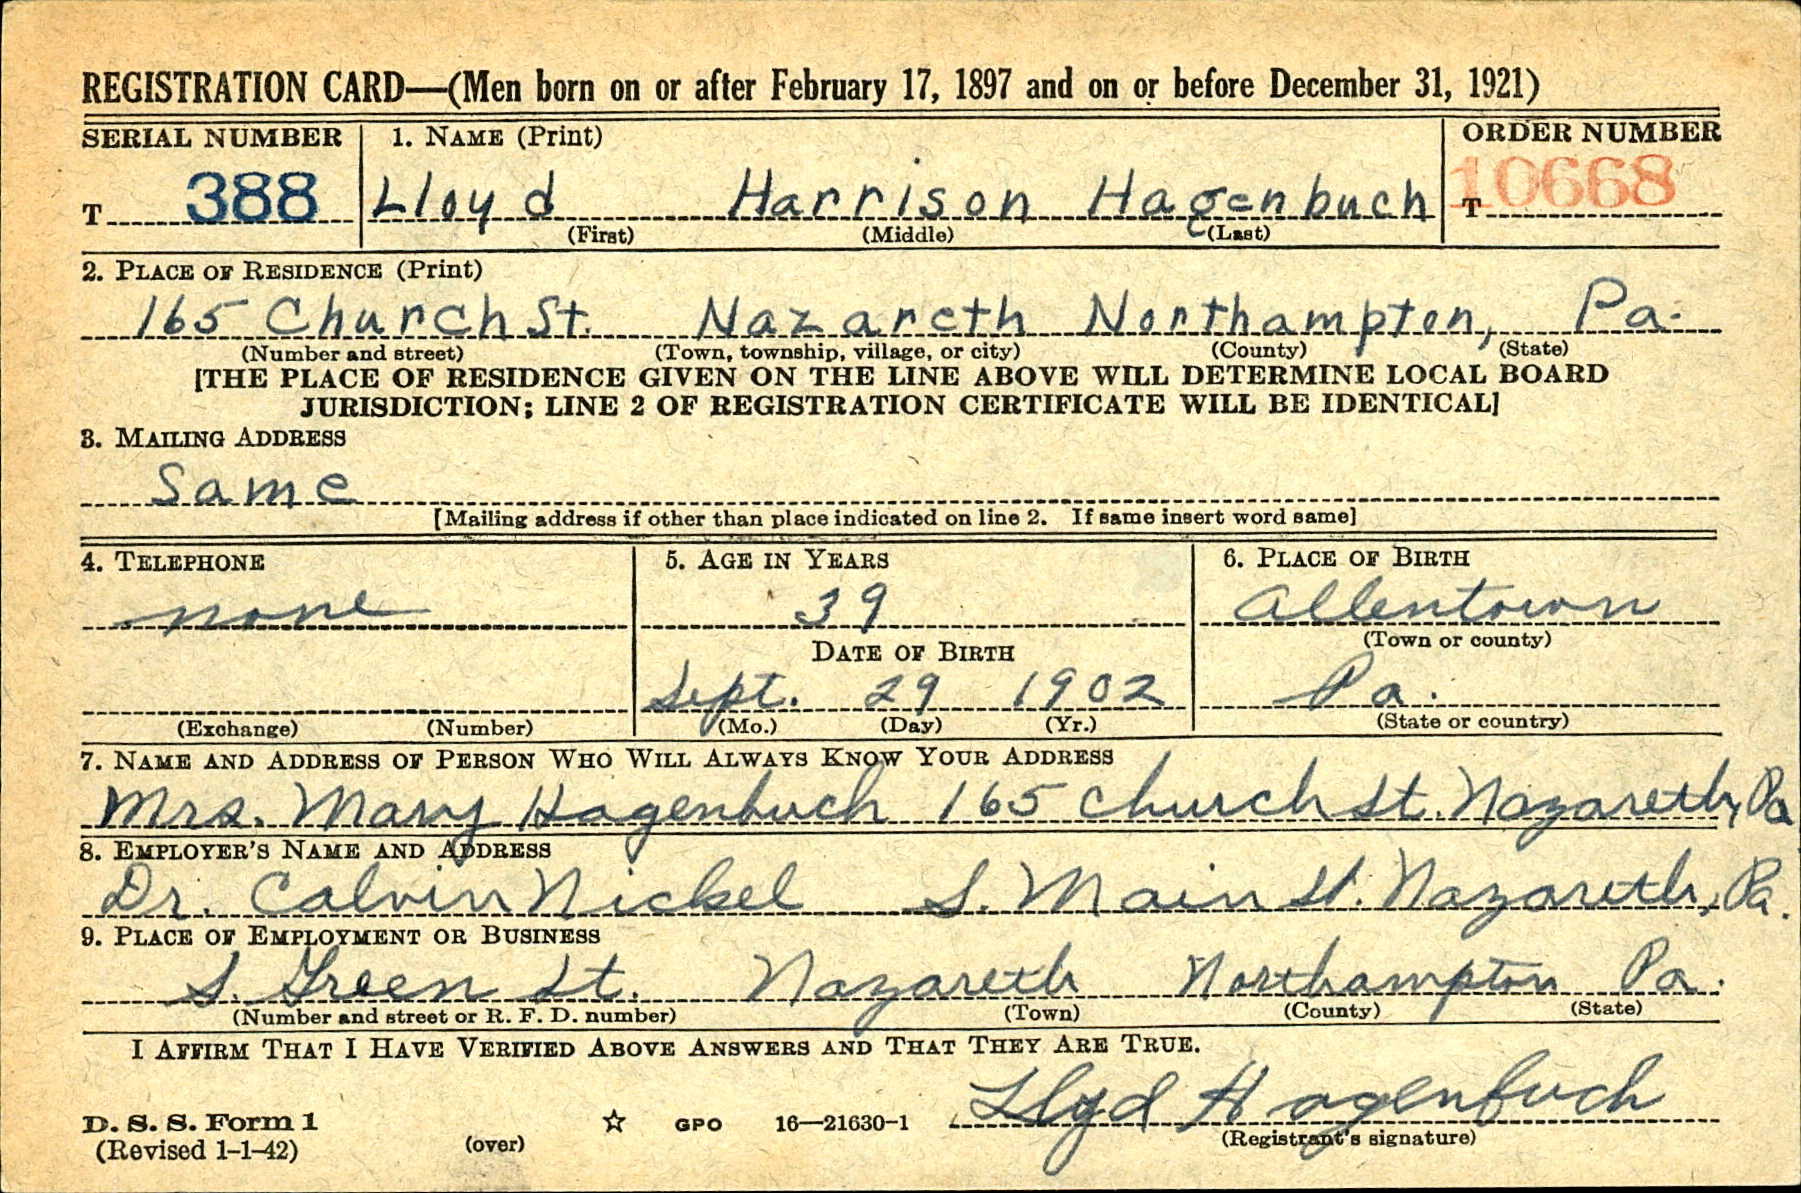 REGISTRATION CARD—(Men born on or after February 17, 1897 and on or before December 31, 1921)
SERIAL NUMBER 1. NAME (Print) ORDER NUMBER
T 388 Lloyd Harrison Hagenbuch T 10668
(First) (Middle) (Last)
2. PLACE OF RESIDENCE (Print)
165 Church St. Nazareth Northampton, Pa.
(Number and street) (Town, township, village, or city) (County) (State)
[THE PLACE OF RESIDENCE GIVEN ON THE LINE ABOVE WILL DETERMINE LOCAL BOARD
JURISDICTION; LINE 2 OF REGISTRATION CERTIFICATE WILL BE IDENTICAL]
3. MAILING ADDRESS
Same
[Mailing address if other than place indicated on line 2. If same insert word same]
4. TELEPHONE 5. AGE IN YEARS 6. PLACE OF BIRTH
none 39 Allentown
DATE OF BIRTH (Town or county)
Sept. 29 1902 Pa.
(Exchange) (Number) (Mo.) (Day) (Yr.) (State or country)
7. NAME AND ADDRESS OF PERSON WHO WILL ALWAYS KNOW YOUR ADDRESS
Mrs. Mary Hagenbuch 165 Church St. Nazareth, Pa
8. EMPLOYER'S NAME AND ADDRESS
Dr. Calvin Nickel S. Main St. Nazareth, Pa.
9. PLACE OF EMPLOYMENT OR BUSINESS
S. Green St. Nazareth Northampton Pa.
(Number and street or R. F. D. number) (Town) (County) (State)
I AFFIRM THAT I HAVE VERIFIED ABOVE ANSWERS AND THAT THEY ARE TRUE.
Lloyd Hagenbuch
D. S. S. Form 1 GPO 16—21630-1
(Revised 1-1-42) (over) (Registrant's signature)